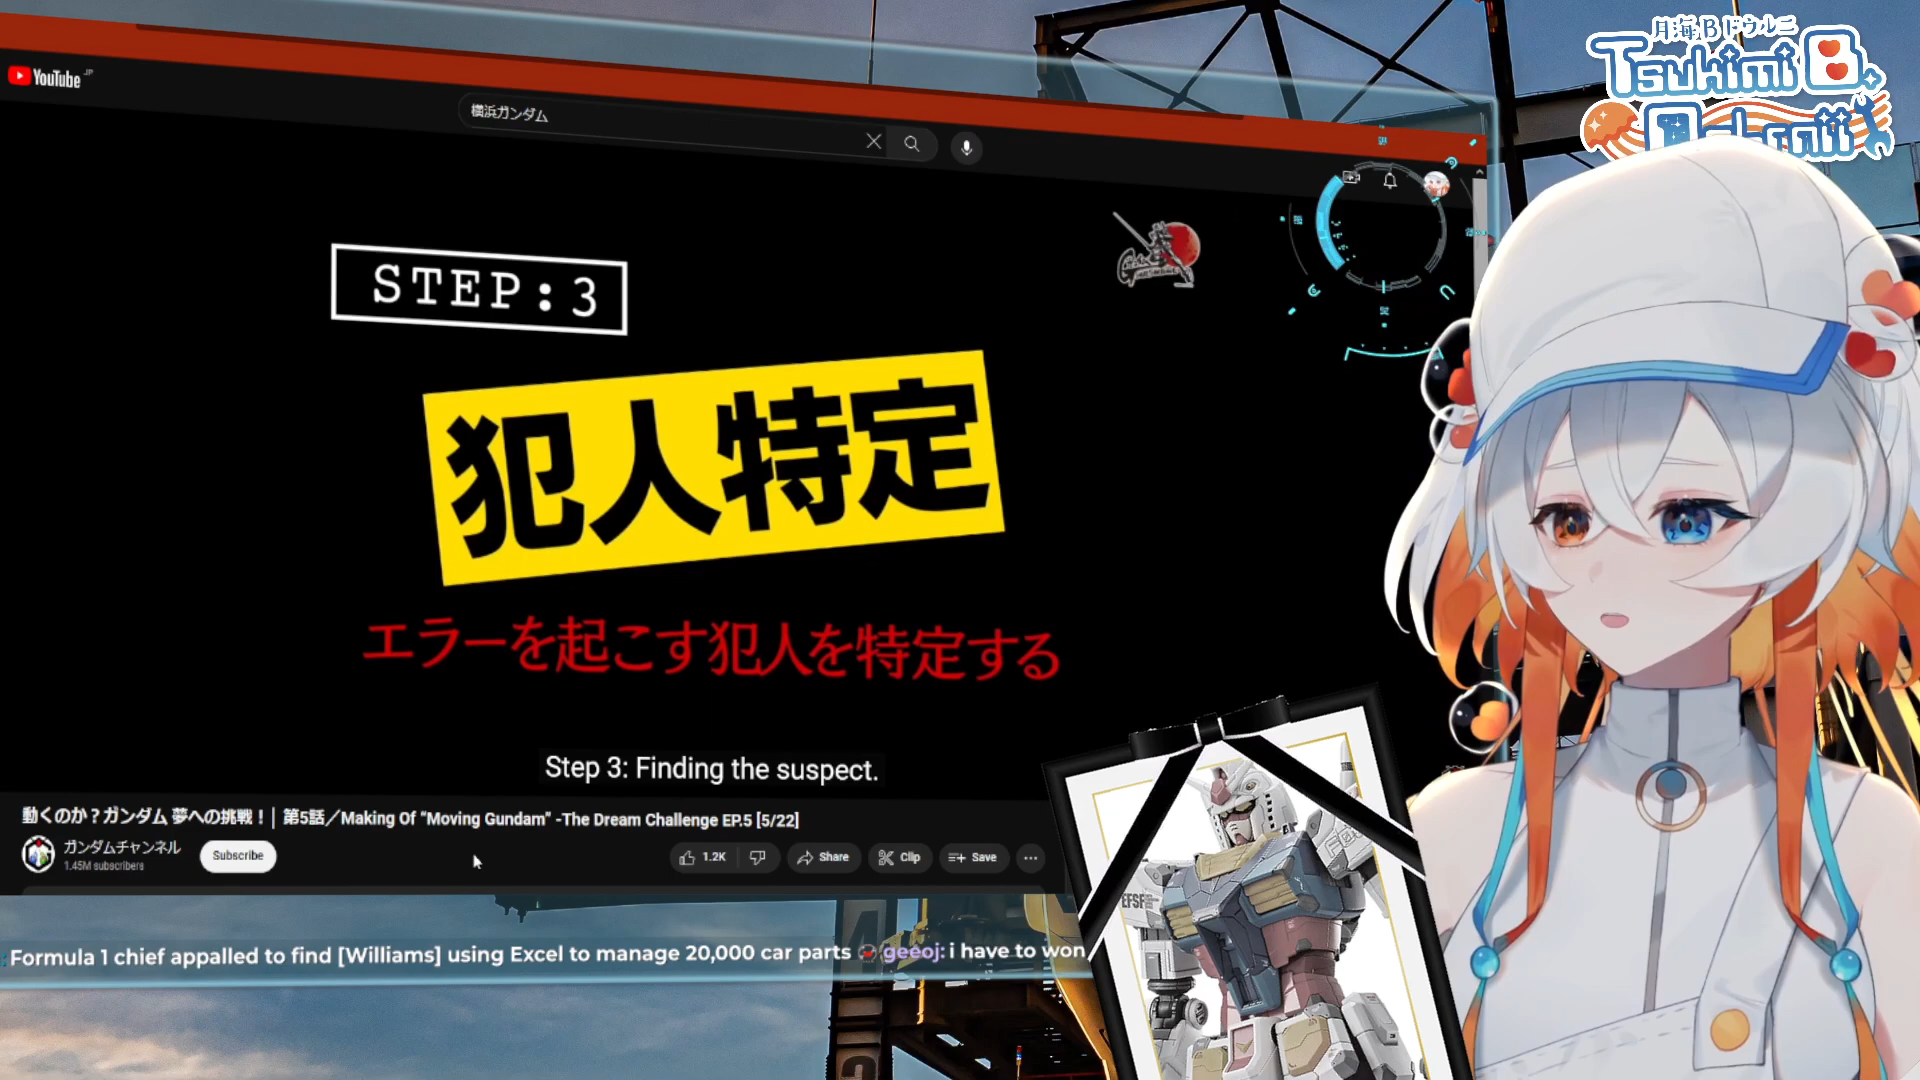 月海Bドゥルニ
Tsukimi B.
YouTube JP
横浜ガンダム
STEP:3
犯人特定
エラーを起こす犯人を特定する
Step 3: Finding the suspect.
動くのか？ガンダム 夢への挑戦！│ 第5話／Making Of “Moving Gundam” -The Dream Challenge EP.5 [5/22]
ガンダムチャンネル
1.45M subscribers
Subscribe
1.2K
Share
Clip
Save
EFSF
Formula 1 chief appalled to find [Williams] using Excel to manage 20,000 car parts geeoj: i have to won